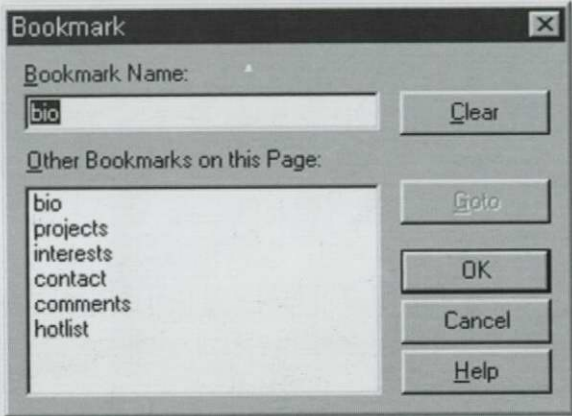 Bookmark
Bookmark Name:
bio
Clear
Other Bookmarks on this Page:
bio
projects
interests
contact
comments
hotlist
Goto
OK
Cancel
Help